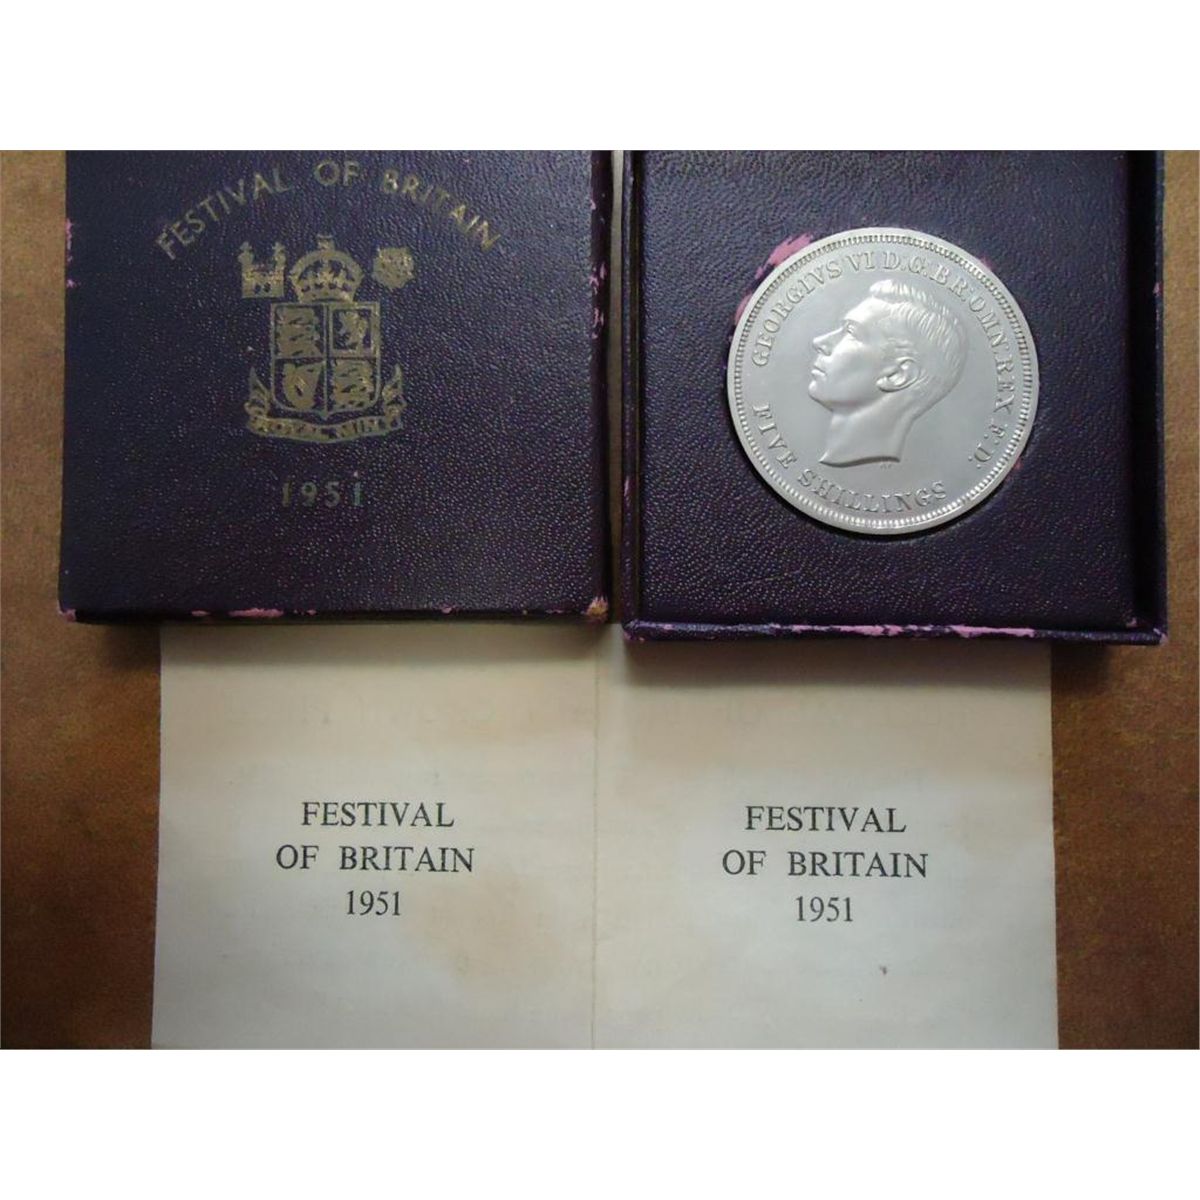 FESTIVAL OF BRITAIN
ROYAL MINT
1951
GEORGIVS VI D.G.BR.OMN.REX F.D.
FIVE SHILLINGS
FESTIVAL
OF BRITAIN
1951
FESTIVAL
OF BRITAIN
1951